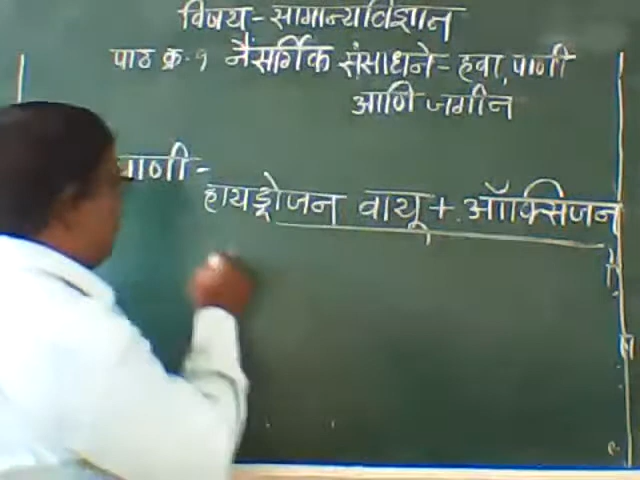 विषय - सामान्यविज्ञान
पाठ क्र. १ नैसर्गिक संसाधने - हवा, पाणी
आणि जमीन
पाणी -
हायड्रोजन वायू + ऑक्सिजन